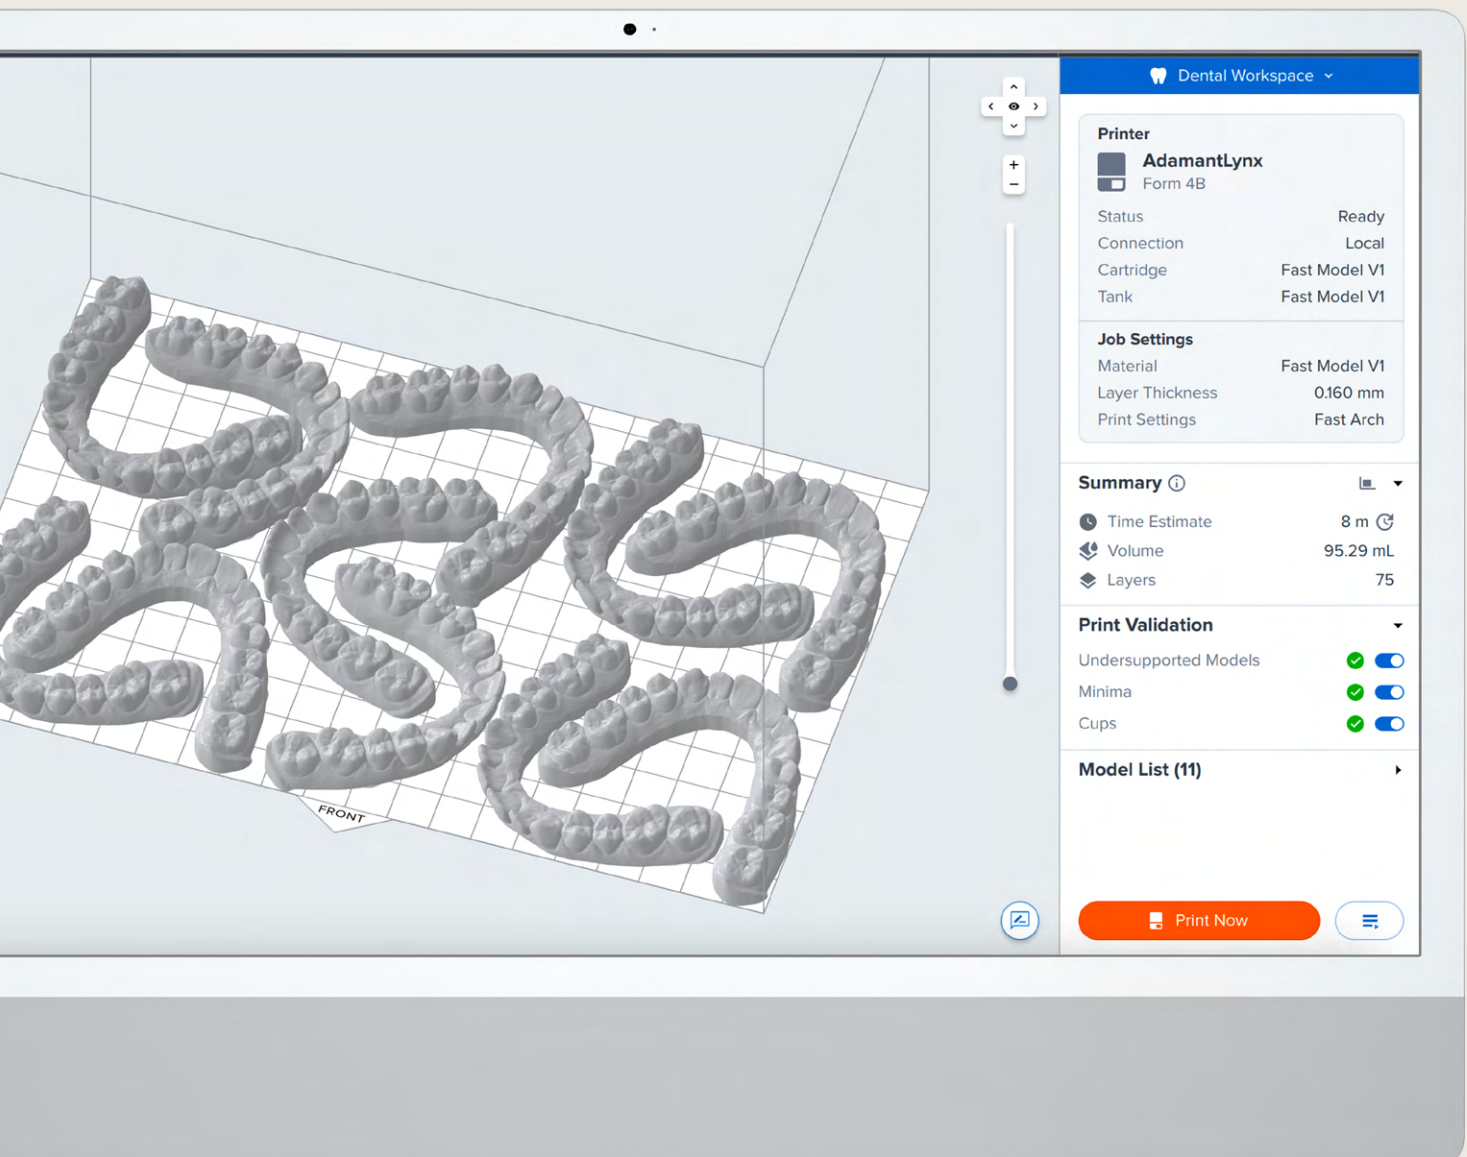 Dental Workspace
Printer
AdamantLynx
Form 4B
Status Ready
Connection Local
Cartridge Fast Model V1
Tank Fast Model V1
Job Settings
Material Fast Model V1
Layer Thickness 0.160 mm
Print Settings Fast Arch
Summary
Time Estimate 8 m
Volume 95.29 mL
Layers 75
Print Validation
Undersupported Models
Minima
Cups
Model List (11)
FRONT
Print Now